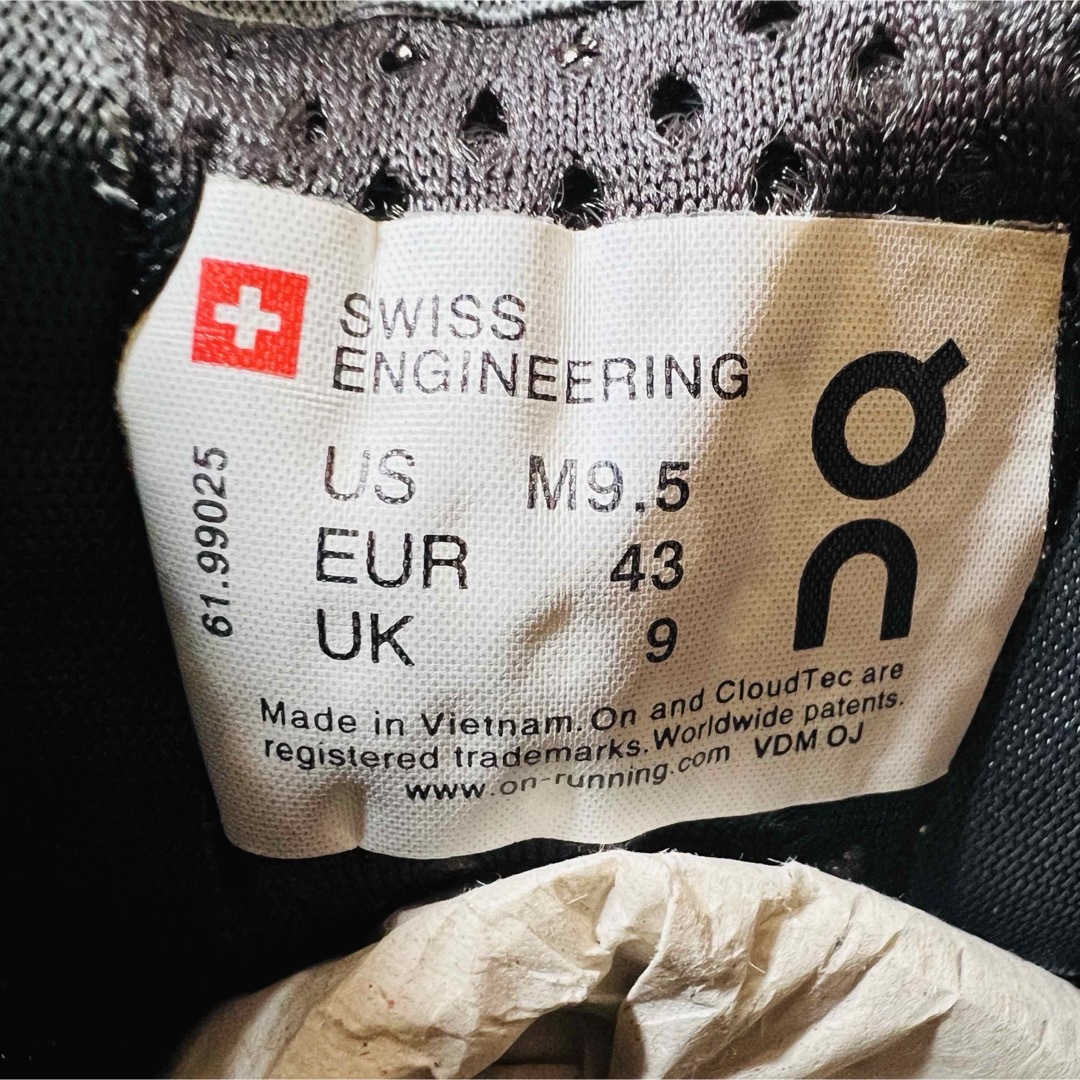 SWISS
ENGINEERING
US M9.5
EUR 43
UK 9
61.99025
On
Made in Vietnam. On and CloudTec are
registered trademarks. Worldwide patents.
www.on-running.com VDM OJ